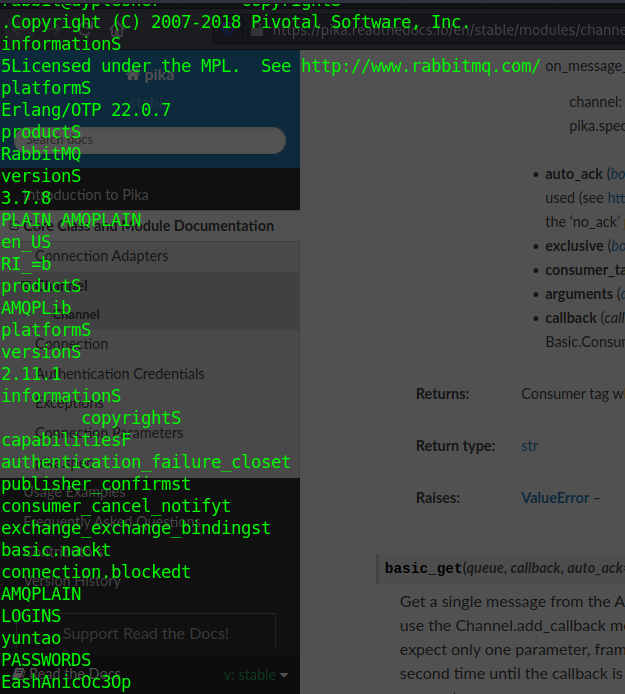 rabbit@dyplesher copyrightS
.Copyright (C) 2007-2018 Pivotal Software, Inc.
informationS
5Licensed under the MPL.  See http://www.rabbitmq.com/
platformS
Erlang/OTP 22.0.7
productS
RabbitMQ
versionS
3.7.8
PLAIN AMQPLAIN
en_US
RI_=b
productS
AMQPLib
platformS
versionS
2.11.1
informationS
copyrightS
capabilitiesF
authentication_failure_closet
publisher_confirmst
consumer_cancel_notifyt
exchange_exchange_bindingst
basic.nackt
connection.blockedt
AMQPLAIN
LOGINS
yuntao
PASSWORDS
EashAnicOc3Op
https://pika.readthedocs.io/en/stable/modules/channe
pika
Search docs
Introduction to Pika
Core Class and Module Documentation
Connection Adapters
Channel
Connection
Authentication Credentials
Exceptions
Connection Parameters
Usage Examples
Frequently Asked Questions
Contributors
Version History
Support Read the Docs!
Read the Docs
v: stable
on_message_
channel:
pika.spec
• auto_ack (bo
used (see htt
the 'no_ack'
• exclusive (bo
• consumer_ta
• arguments (d
• callback (call
Basic.Consum
Returns: Consumer tag w
Return type: str
Raises: ValueError –
basic_get(queue, callback, auto_ack=
Get a single message from the A
use the Channel.add_callback me
expect only one parameter, fram
second time until the callback is